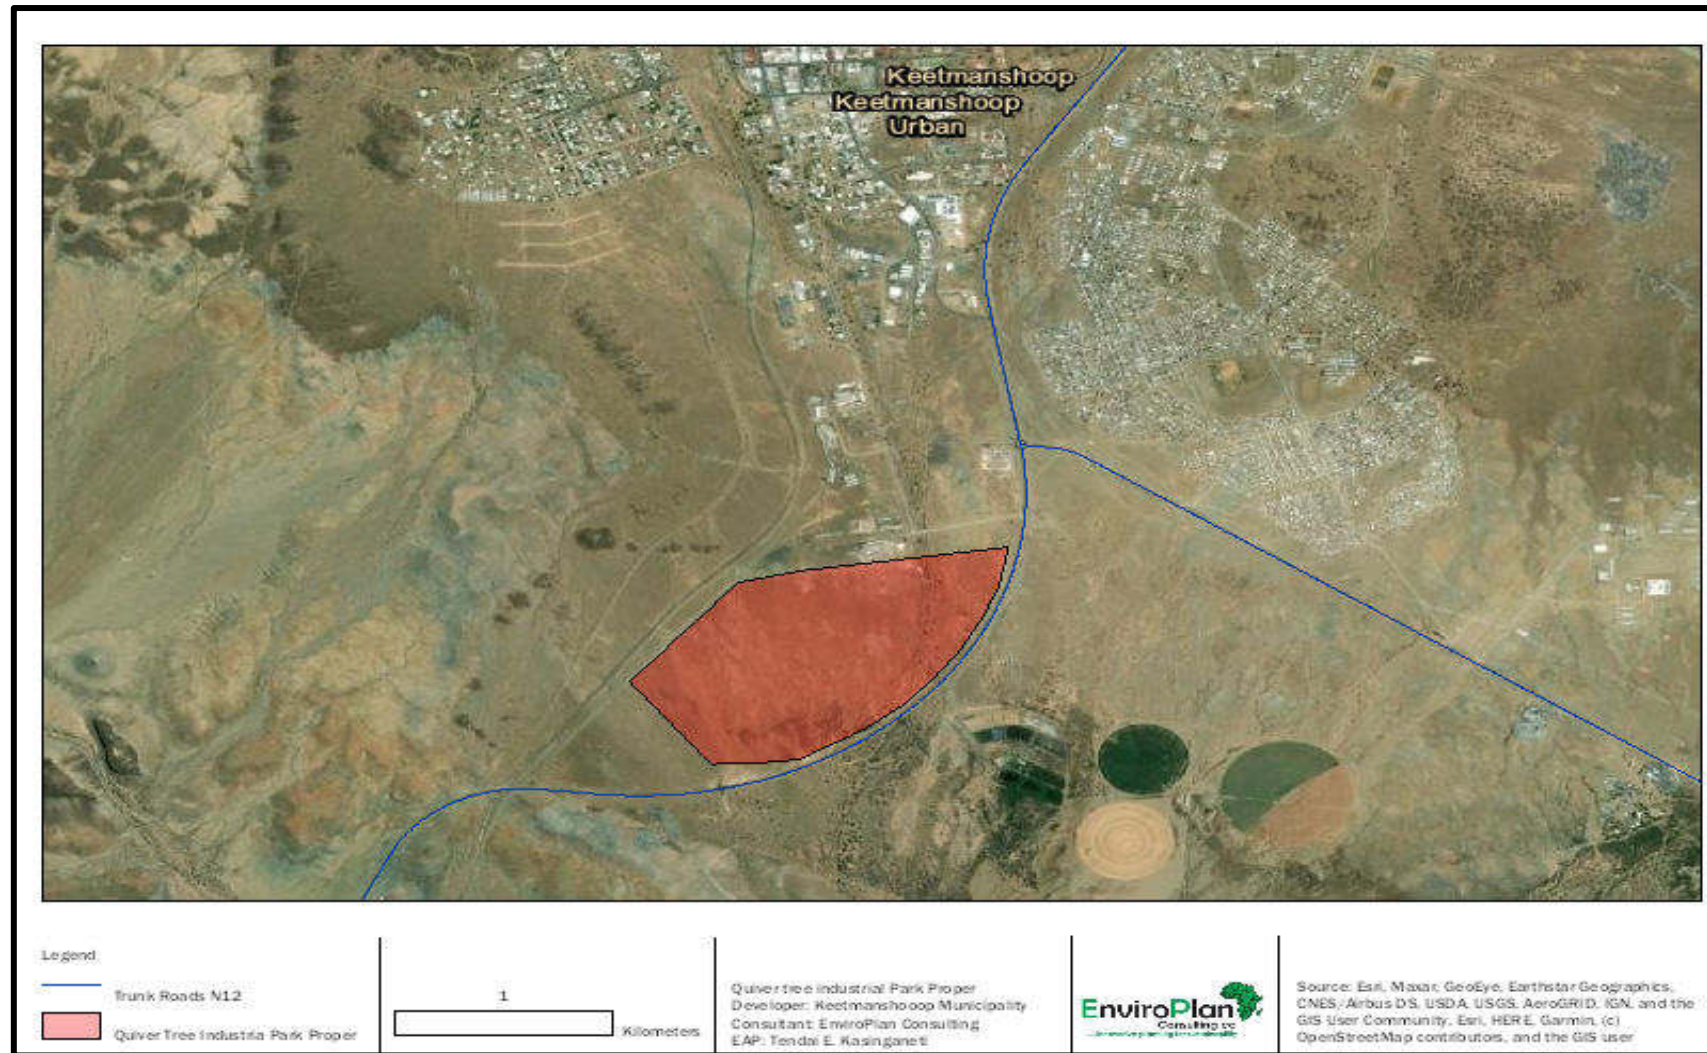 Keetmanshoop
Keetmanshoop
Urban
Legend
Trunk Roads N12
Quiver Tree Industria Park Proper
1
Kilometers
Quivertree industrial Park Proper
Developer: Keetmanshooop Municipality
Consultant: EnviroPlan Consulting
EAP: Tendai E. Kasinganeti
EnviroPlan
Consulting cc
Source: Esri, Maxar, GeoEye, Earthstar Geographics,
CNES/Airbus DS, USDA, USGS, AeroGRID, IGN, and the
GIS User Community, Esri, HERE, Garmin, (c)
OpenStreetMap contributors, and the GIS user